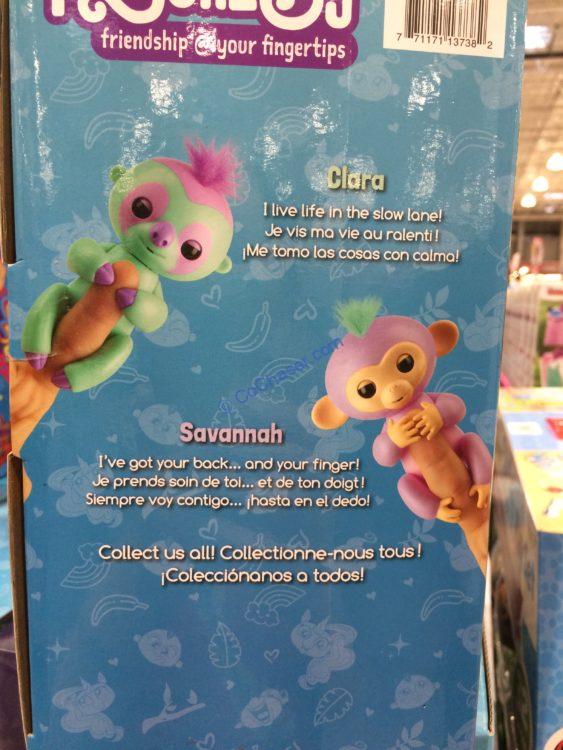 friendship @ your fingertips
7 71171 13738 2
Clara
I live life in the slow lane!
Je vis ma vie au ralenti !
¡Me tomo las cosas con calma!
CoChaser.com
Savannah
I've got your back... and your finger!
Je prends soin de toi... et de ton doigt !
Siempre voy contigo... ¡hasta en el dedo!
Collect us all! Collectionne-nous tous !
¡Colecciónanos a todos!